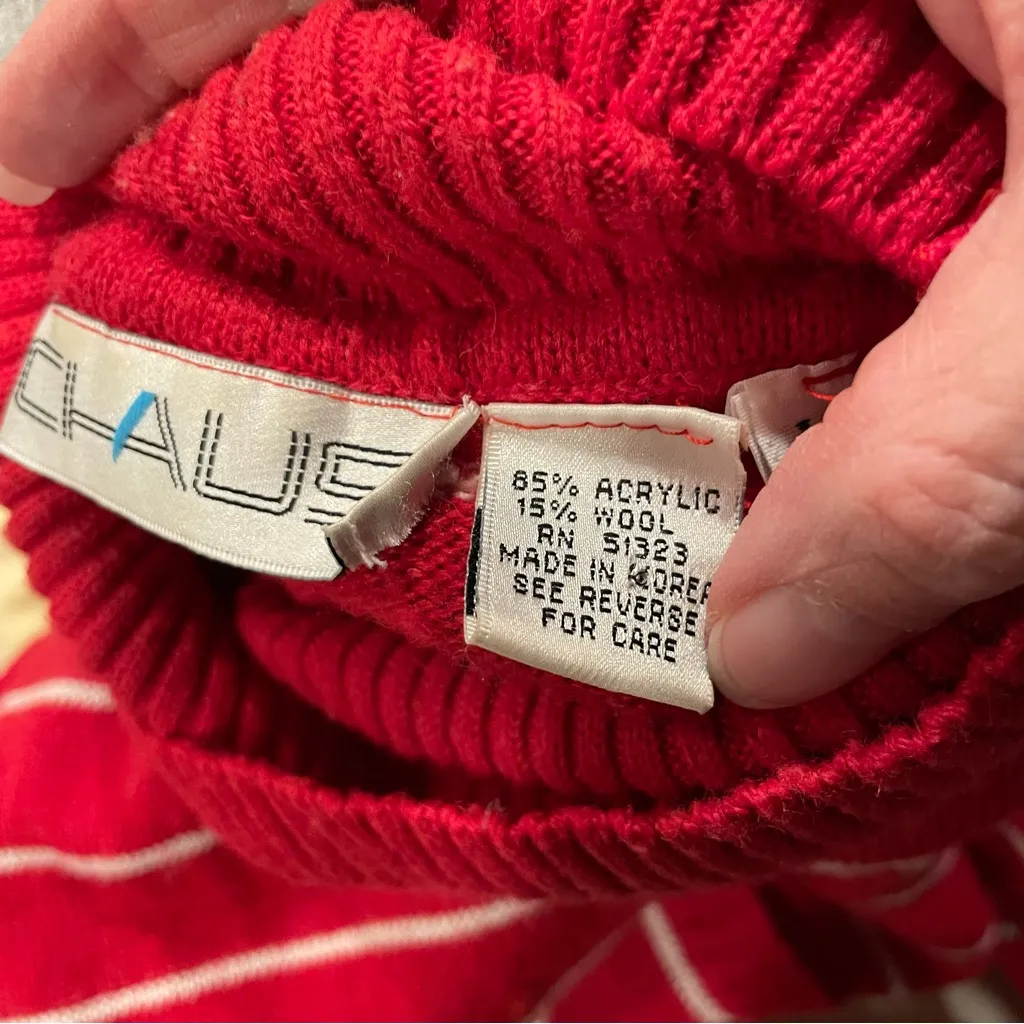 CHAUS
85% ACRYLIC
15% WOOL
RN 51323
MADE IN KOREA
SEE REVERSE
FOR CARE